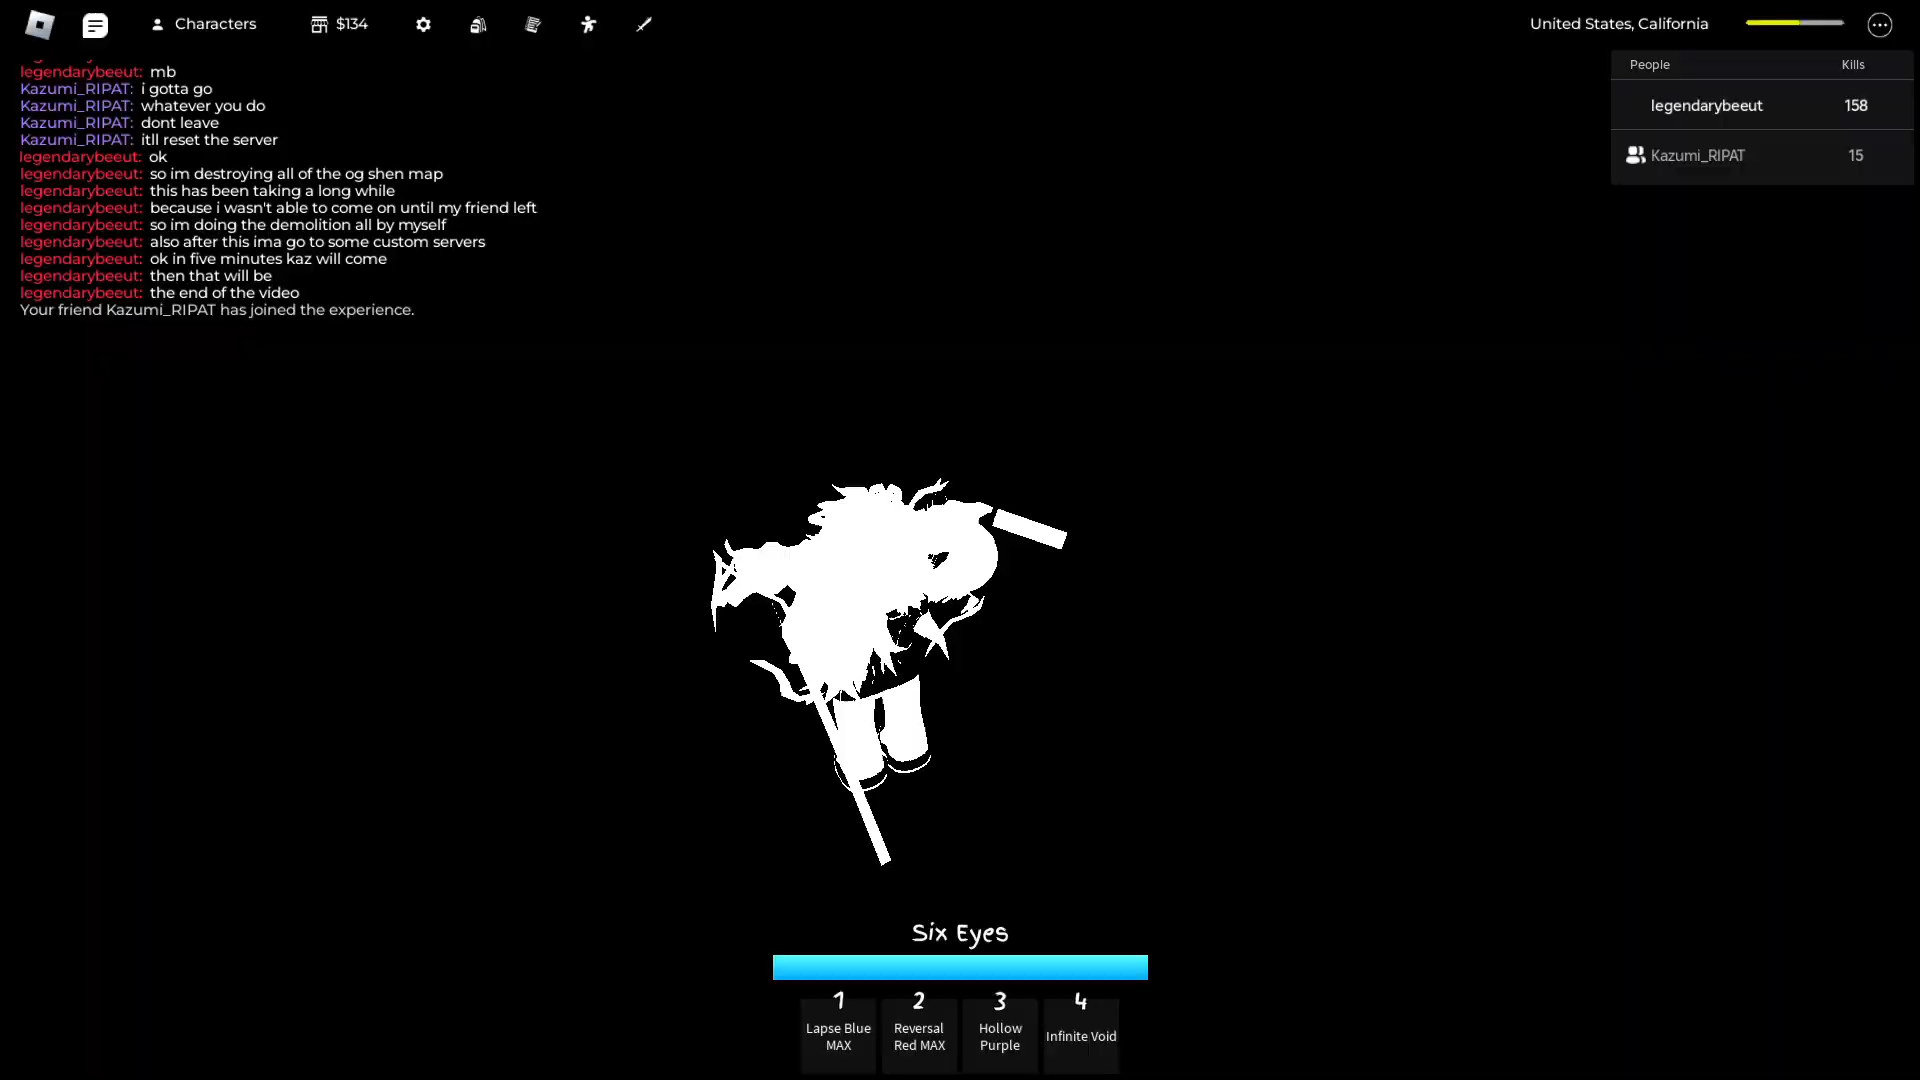 Characters
$134
United States, California
legendarybeeut: mb
Kazumi_RIPAT: i gotta go
Kazumi_RIPAT: whatever you do
Kazumi_RIPAT: dont leave
Kazumi_RIPAT: itll reset the server
legendarybeeut: ok
legendarybeeut: so im destroying all of the og shen map
legendarybeeut: this has been taking a long while
legendarybeeut: because i wasn't able to come on until my friend left
legendarybeeut: so im doing the demolition all by myself
legendarybeeut: also after this ima go to some custom servers
legendarybeeut: ok in five minutes kaz will come
legendarybeeut: then that will be
legendarybeeut: the end of the video
Your friend Kazumi_RIPAT has joined the experience.
People Kills
legendarybeeut 158
Kazumi_RIPAT 15
Six Eyes
1 2 3 4
Lapse Blue MAX
Reversal Red MAX
Hollow Purple
Infinite Void